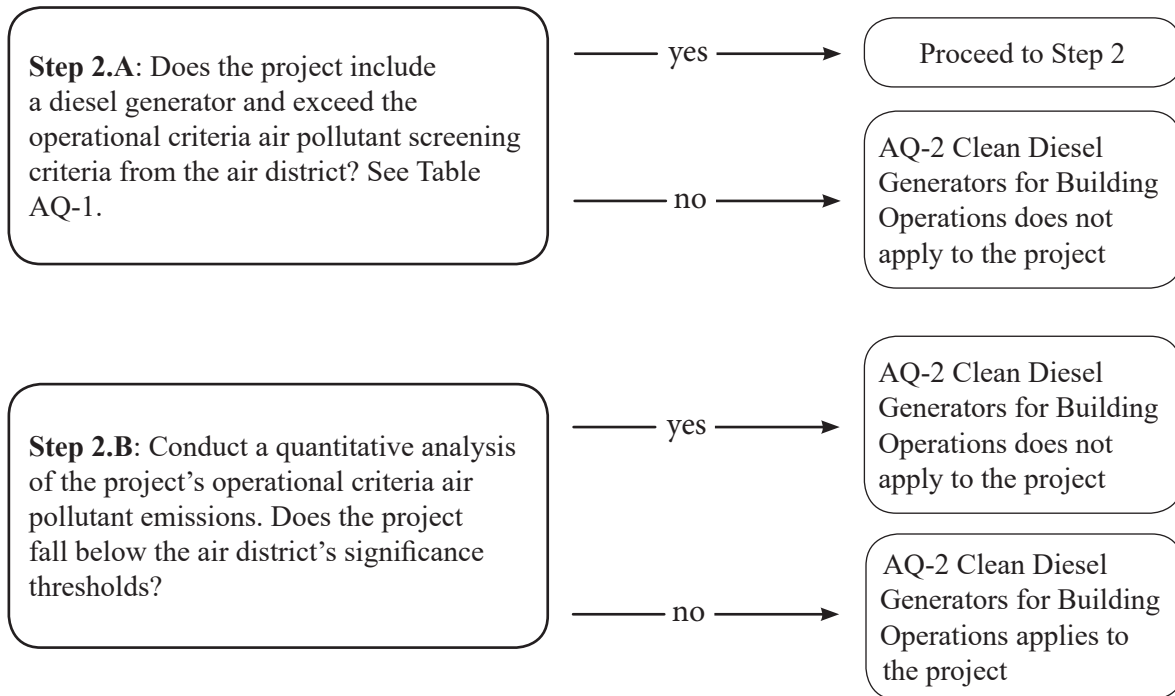 Step 2.A: Does the project include
a diesel generator and exceed the
operational criteria air pollutant screening
criteria from the air district? See Table
AQ-1.
yes
Proceed to Step 2
no
AQ-2 Clean Diesel
Generators for Building
Operations does not
apply to the project
Step 2.B: Conduct a quantitative analysis
of the project’s operational criteria air
pollutant emissions. Does the project
fall below the air district’s significance
thresholds?
yes
AQ-2 Clean Diesel
Generators for Building
Operations does not
apply to the project
no
AQ-2 Clean Diesel
Generators for Building
Operations applies to
the project